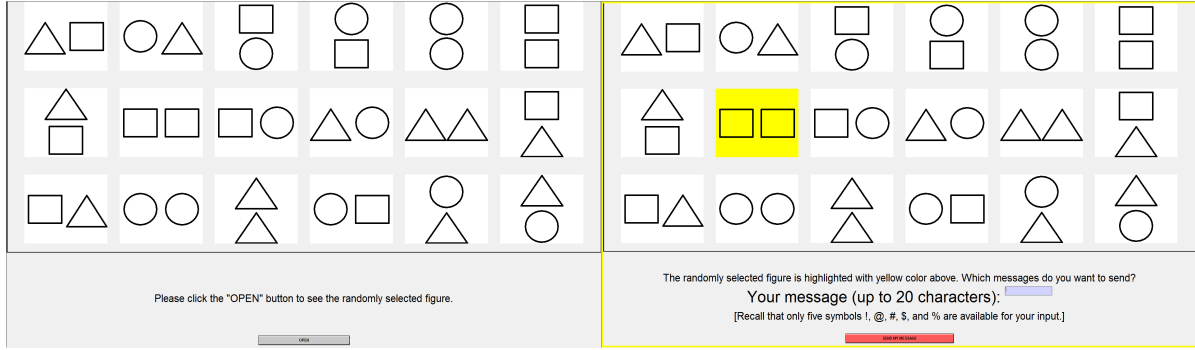 Please click the "OPEN" button to see the randomly selected figure.
OPEN
The randomly selected figure is highlighted with yellow color above. Which messages do you want to send?
Your message (up to 20 characters):
[Recall that only five symbols !, @, #, $, and % are available for your input.]
SEND MY MESSAGE